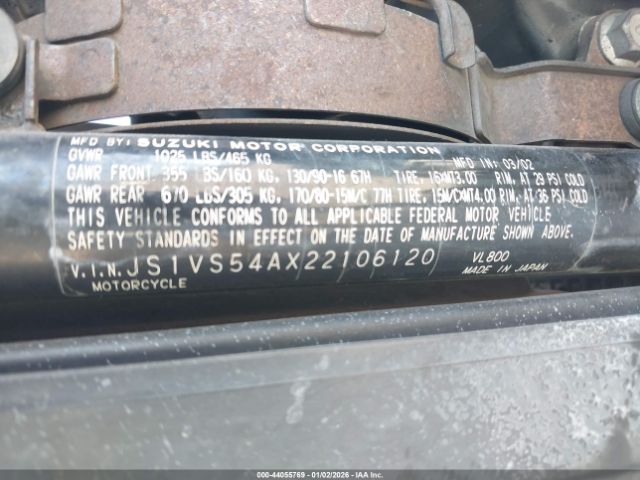 MFD BY: SUZUKI MOTOR CORPORATION
GVWR 1025 LBS/465 KG MFD IN: 03/02
GAWR FRONT 355 LBS/160 KG, 130/90-16 67H TIRE, 16XMT3.00 RIM, AT 29 PSI COLD
GAWR REAR 670 LBS/305 KG, 170/80-15M/C 77H TIRE, 15M/CXMT4.00 RIM, AT 36 PSI COLD
THIS VEHICLE CONFORMS TO ALL APPLICABLE FEDERAL MOTOR VEHICLE
SAFETY STANDARDS IN EFFECT ON THE DATE OF MANUFACTURE SHOWN ABOVE.
V.I.N. JS1VS54AX22106120 VL800
MOTORCYCLE MADE IN JAPAN
000-44055769 - 01/02/2026 - IAA Inc.